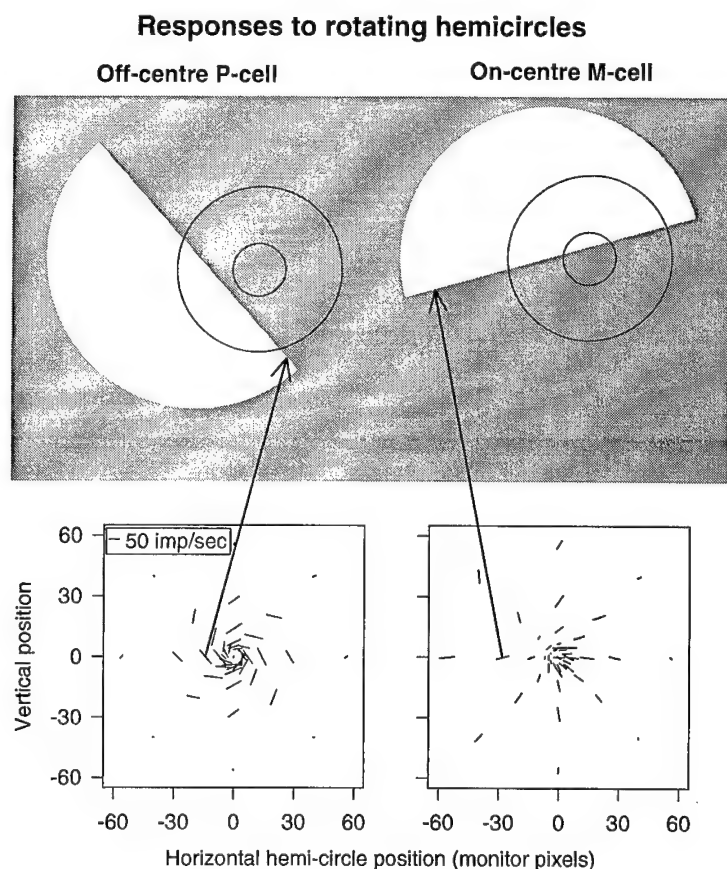 Responses to rotating hemicircles
Off-centre P-cell
On-centre M-cell
60
30
0
-30
-60
Vertical position
50 imp/sec
-60 -30 0 30 60
-60 -30 0 30 60
Horizontal hemi-circle position (monitor pixels)